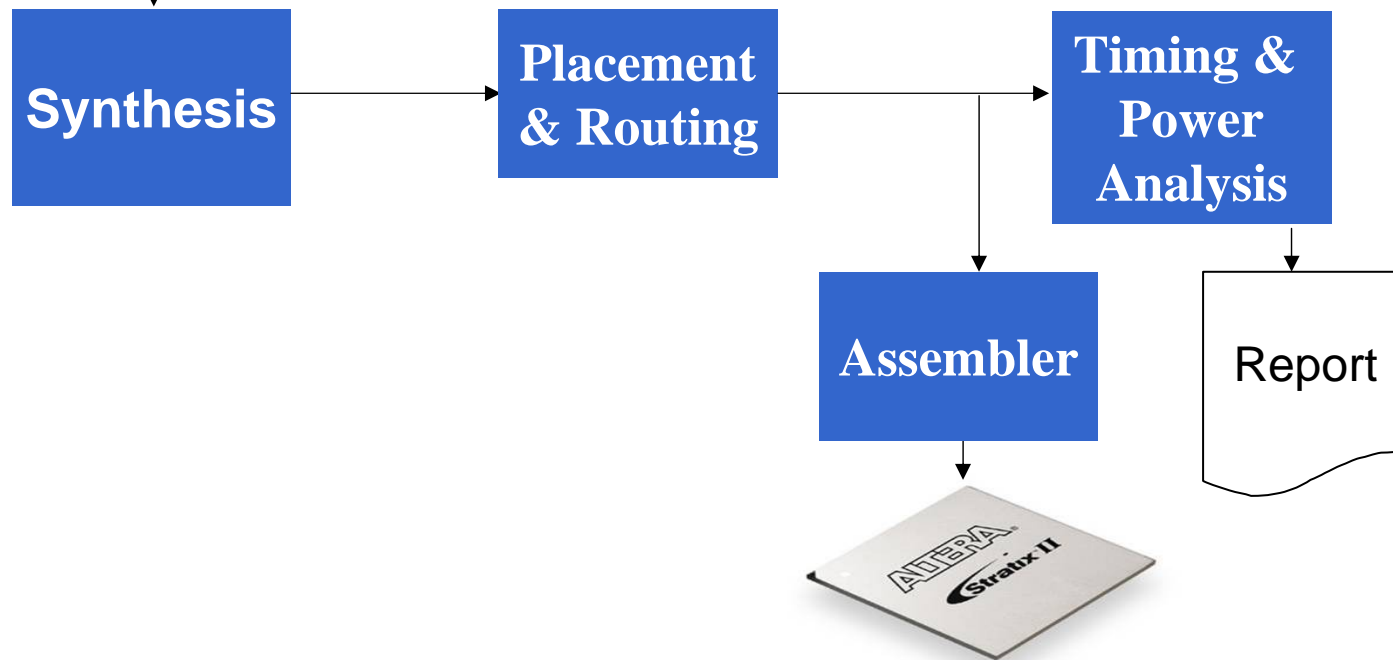 Synthesis
Placement
& Routing
Timing &
Power
Analysis
Assembler
Report
ALTERA®
Stratix II